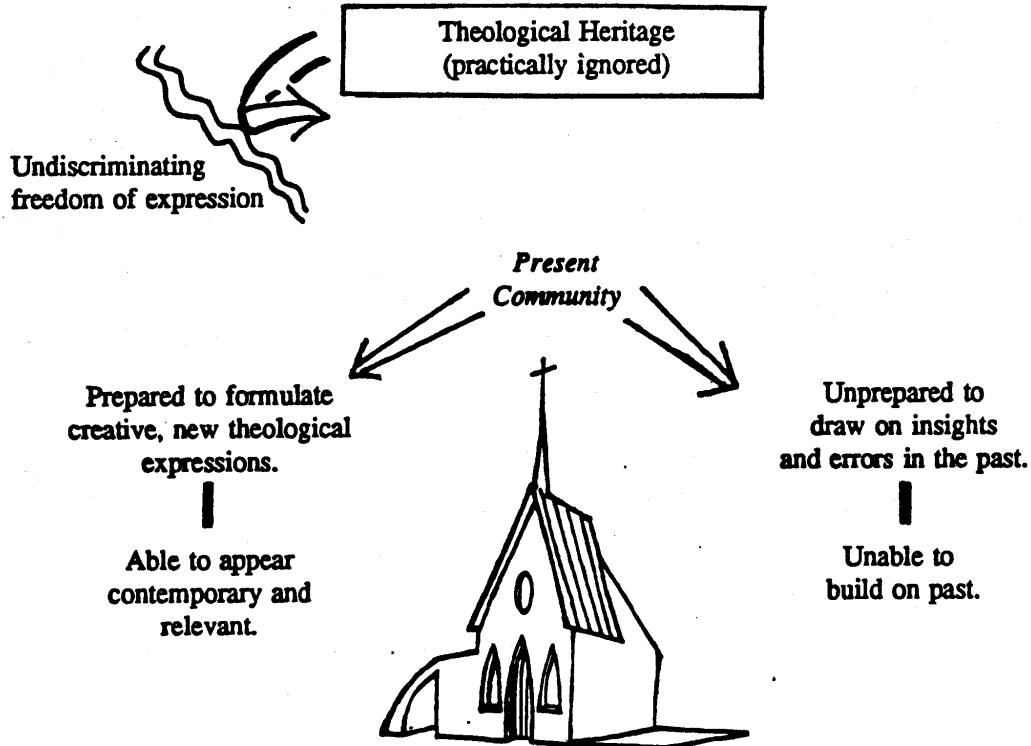 Theological Heritage
(practically ignored)
Undiscriminating
freedom of expression
Present
Community
Prepared to formulate
creative, new theological
expressions.
Able to appear
contemporary and
relevant.
Unprepared to
draw on insights
and errors in the past.
Unable to
build on past.